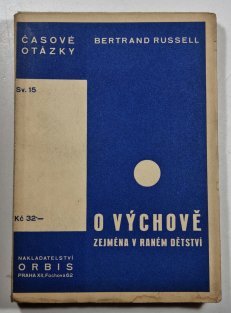 ČASOVÉ
OTÁZKY
BERTRAND RUSSELL
Sv. 15
Kč 32·—
O VÝCHOVĚ
ZEJMÉNA V RANÉM DĚTSTVÍ
NAKLADATELSTVÍ
ORBIS
PRAHA XII, Fochova 62